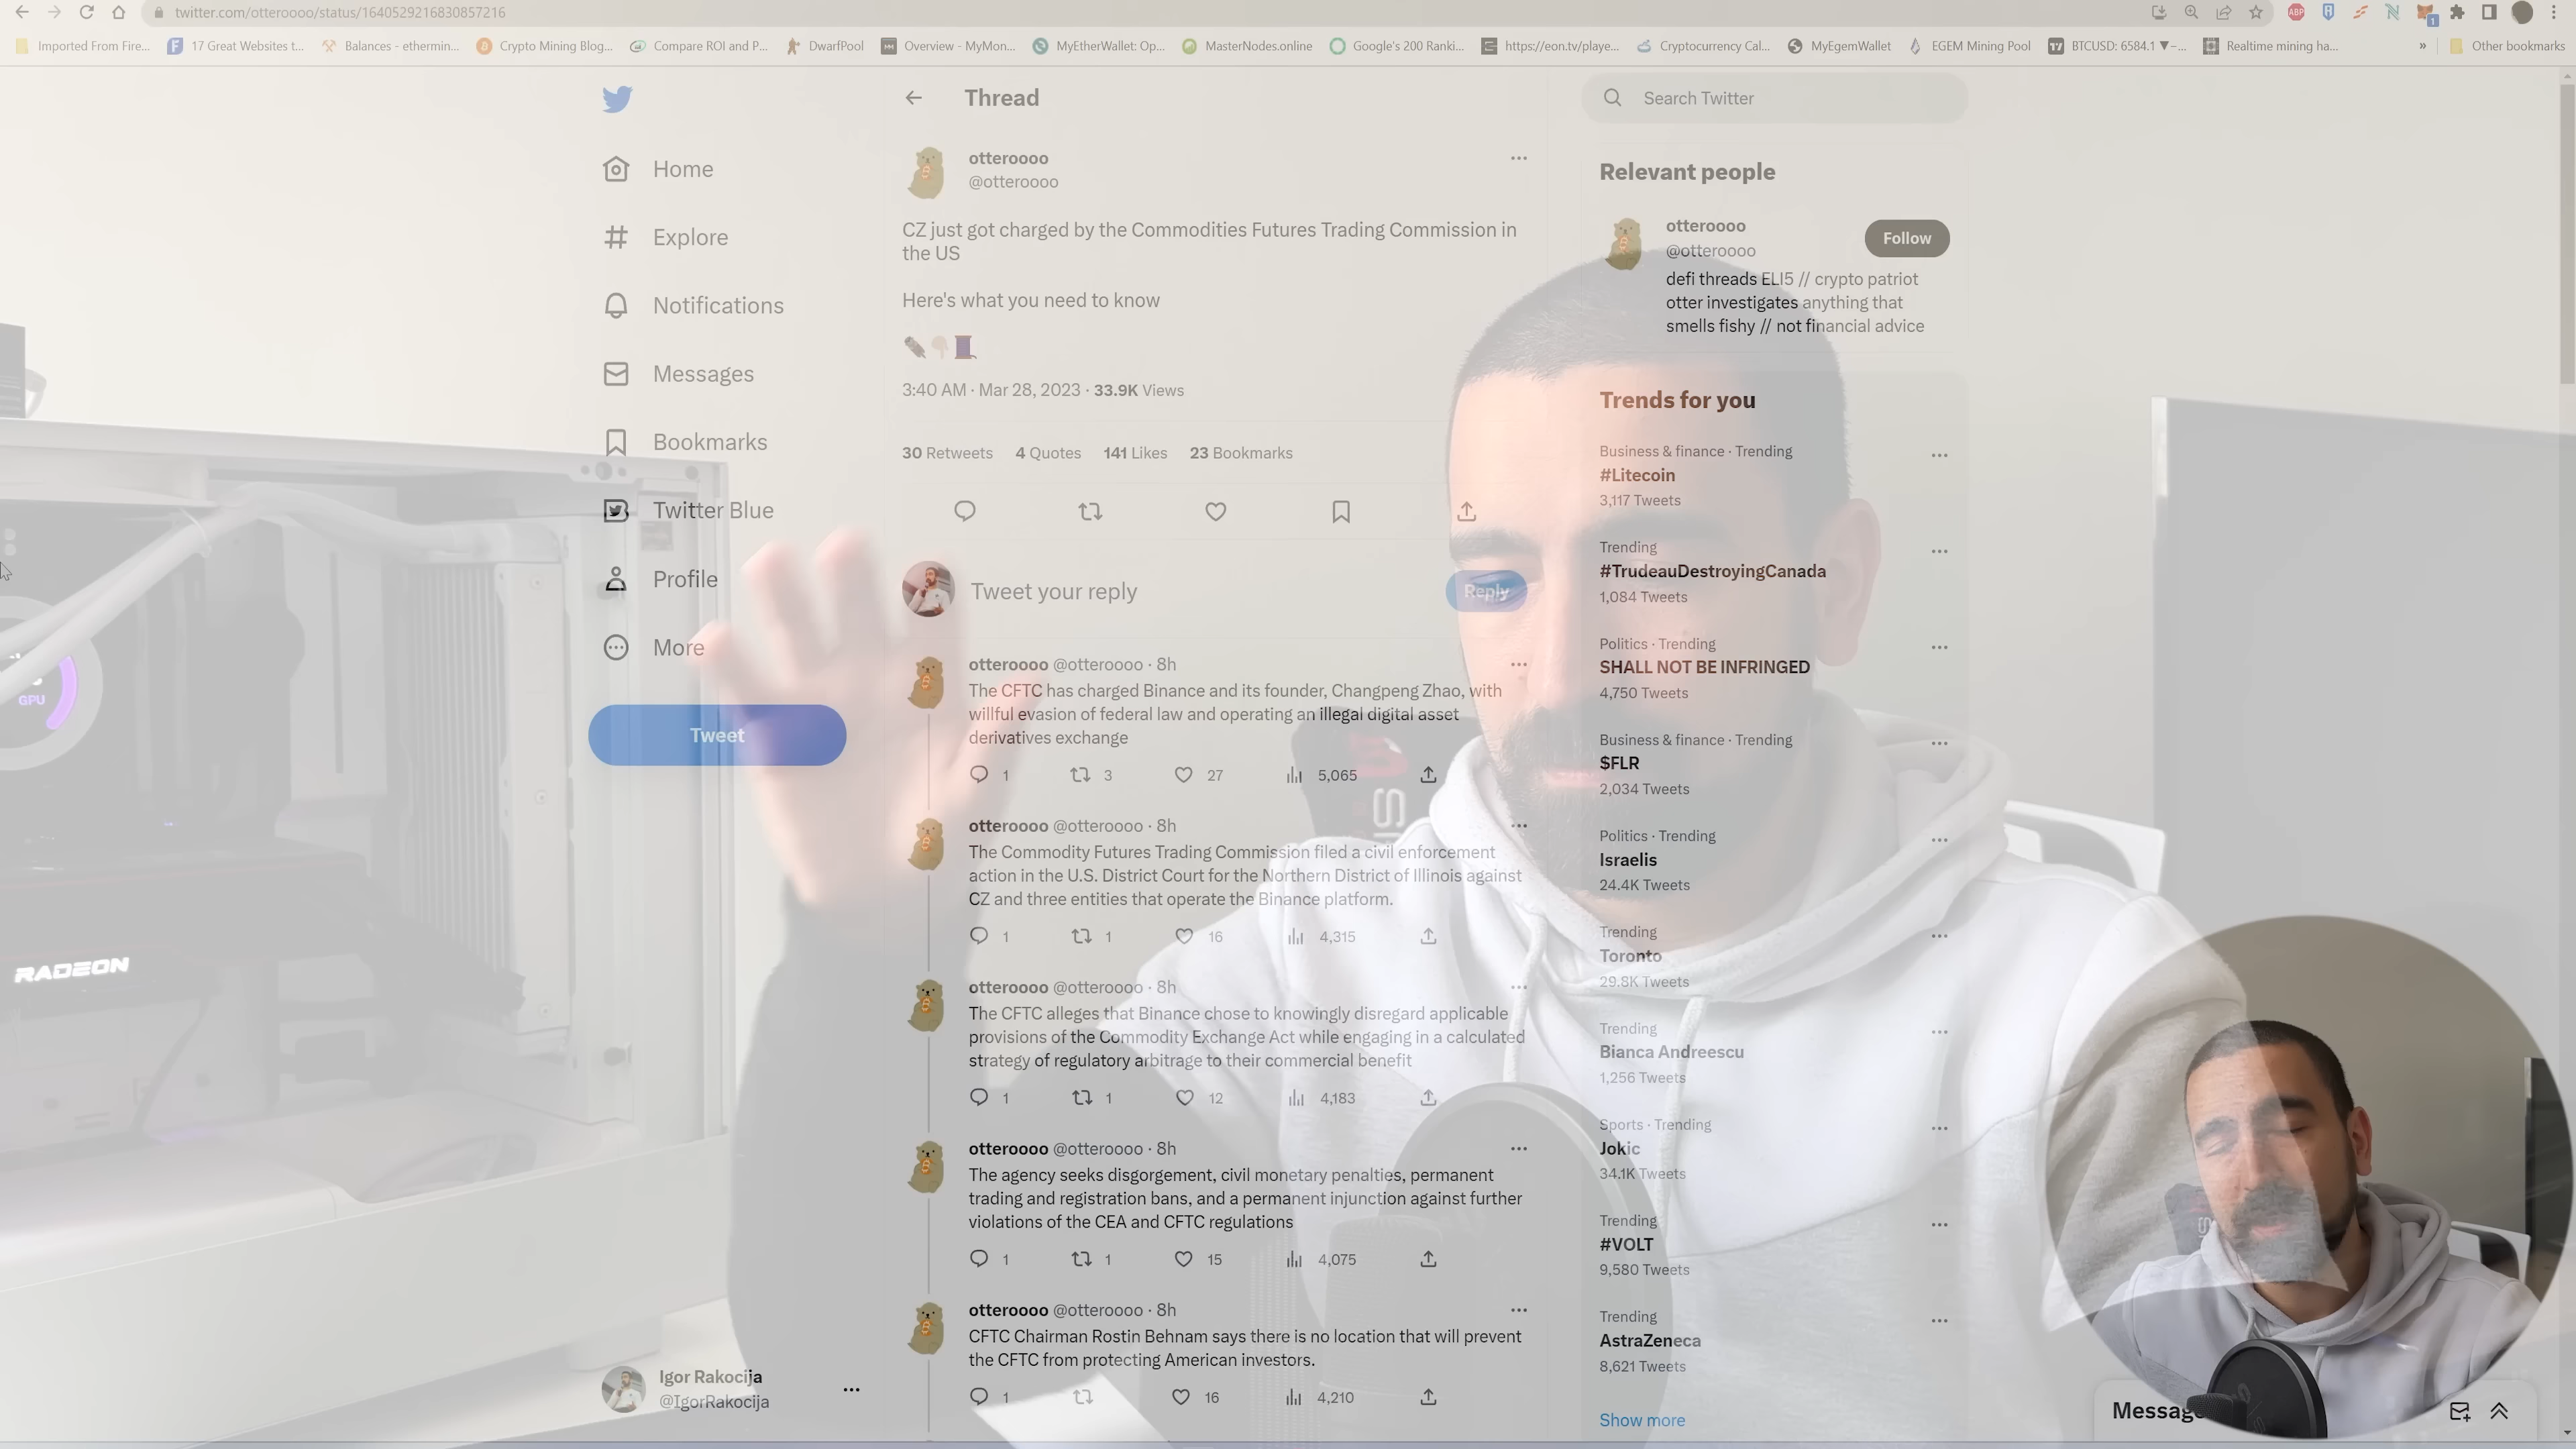 twitter.com/otteroooo/status/1640529216830857216
Imported From Fire...
17 Great Websites t...
Balances - ethermin...
Crypto Mining Blog...
Compare ROI and P...
DwarfPool
Overview - MyMon...
MyEtherWallet: Op...
MasterNodes.online
Google's 200 Ranki...
https://eon.tv/playe...
Cryptocurrency Cal...
MyEgemWallet
EGEM Mining Pool
BTCUSD: 6584.1 ▼−...
Realtime mining ha...
»
Other bookmarks
ABP
1
Home
Explore
Notifications
Messages
Bookmarks
Twitter Blue
Profile
More
Tweet
Igor Rakocija
@IgorRakocija
GPU
RADEON
Thread
otteroooo
@otteroooo
CZ just got charged by the Commodities Futures Trading Commission in
the US
Here's what you need to know
3:40 AM · Mar 28, 2023 · 33.9K Views
30 Retweets 4 Quotes 141 Likes 23 Bookmarks
Tweet your reply
Reply
otteroooo @otteroooo · 8h
The CFTC has charged Binance and its founder, Changpeng Zhao, with
willful evasion of federal law and operating an illegal digital asset
derivatives exchange
1 3 27 5,065
otteroooo @otteroooo · 8h
The Commodity Futures Trading Commission filed a civil enforcement
action in the U.S. District Court for the Northern District of Illinois against
CZ and three entities that operate the Binance platform.
1 1 16 4,315
otteroooo @otteroooo · 8h
The CFTC alleges that Binance chose to knowingly disregard applicable
provisions of the Commodity Exchange Act while engaging in a calculated
strategy of regulatory arbitrage to their commercial benefit
1 1 12 4,183
otteroooo @otteroooo · 8h
The agency seeks disgorgement, civil monetary penalties, permanent
trading and registration bans, and a permanent injunction against further
violations of the CEA and CFTC regulations
1 1 15 4,075
otteroooo @otteroooo · 8h
CFTC Chairman Rostin Behnam says there is no location that will prevent
the CFTC from protecting American investors.
1 16 4,210
Search Twitter
Relevant people
otteroooo
@otteroooo
Follow
defi threads ELI5 // crypto patriot
otter investigates anything that
smells fishy // not financial advice
Trends for you
Business & finance · Trending
#Litecoin
3,117 Tweets
Trending
#TrudeauDestroyingCanada
1,084 Tweets
Politics · Trending
SHALL NOT BE INFRINGED
4,750 Tweets
Business & finance · Trending
$FLR
2,034 Tweets
Politics · Trending
Israelis
24.4K Tweets
Trending
Toronto
29.8K Tweets
Trending
Bianca Andreescu
1,256 Tweets
Sports · Trending
Jokic
34.1K Tweets
Trending
#VOLT
9,580 Tweets
Trending
AstraZeneca
8,621 Tweets
Show more